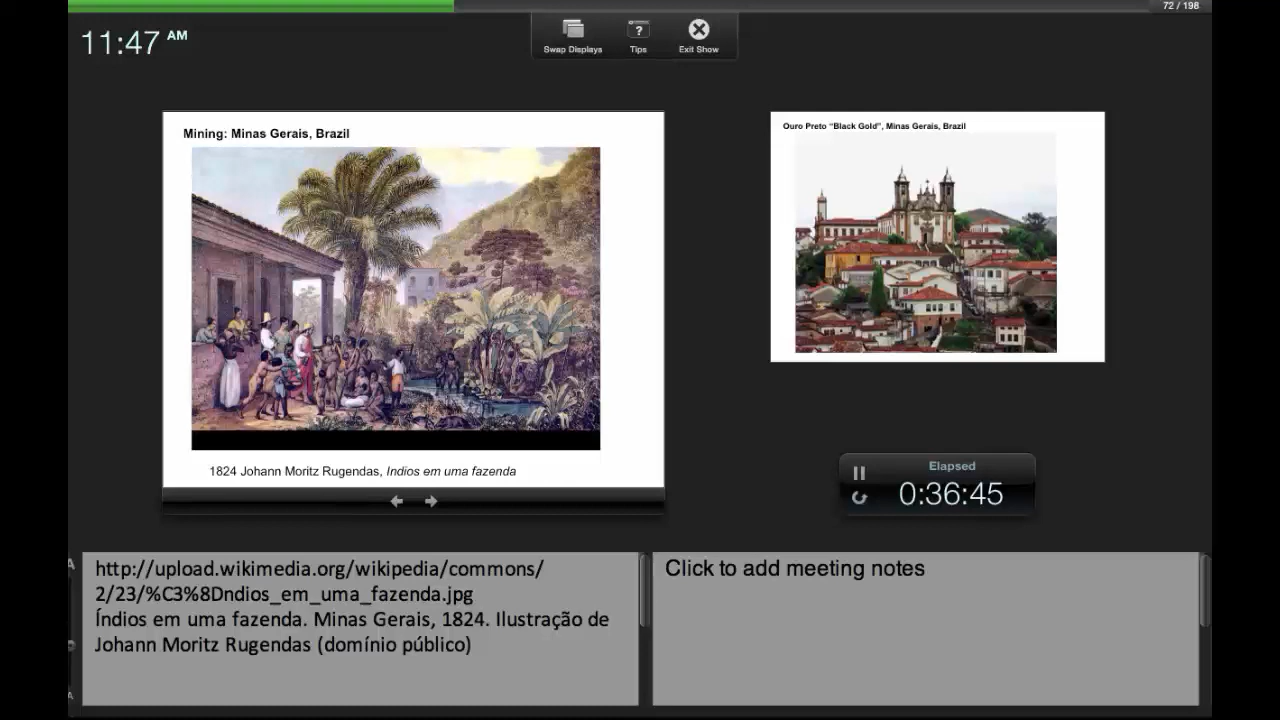 72 / 198
11:47 AM
Swap Displays
Tips
Exit Show
Mining: Minas Gerais, Brazil
1824 Johann Moritz Rugendas, Indios em uma fazenda
Ouro Preto “Black Gold”, Minas Gerais, Brazil
Elapsed
0:36:45
http://upload.wikimedia.org/wikipedia/commons/
2/23/%C3%8Dndios_em_uma_fazenda.jpg
Índios em uma fazenda. Minas Gerais, 1824. Ilustração de
Johann Moritz Rugendas (domínio público)
Click to add meeting notes